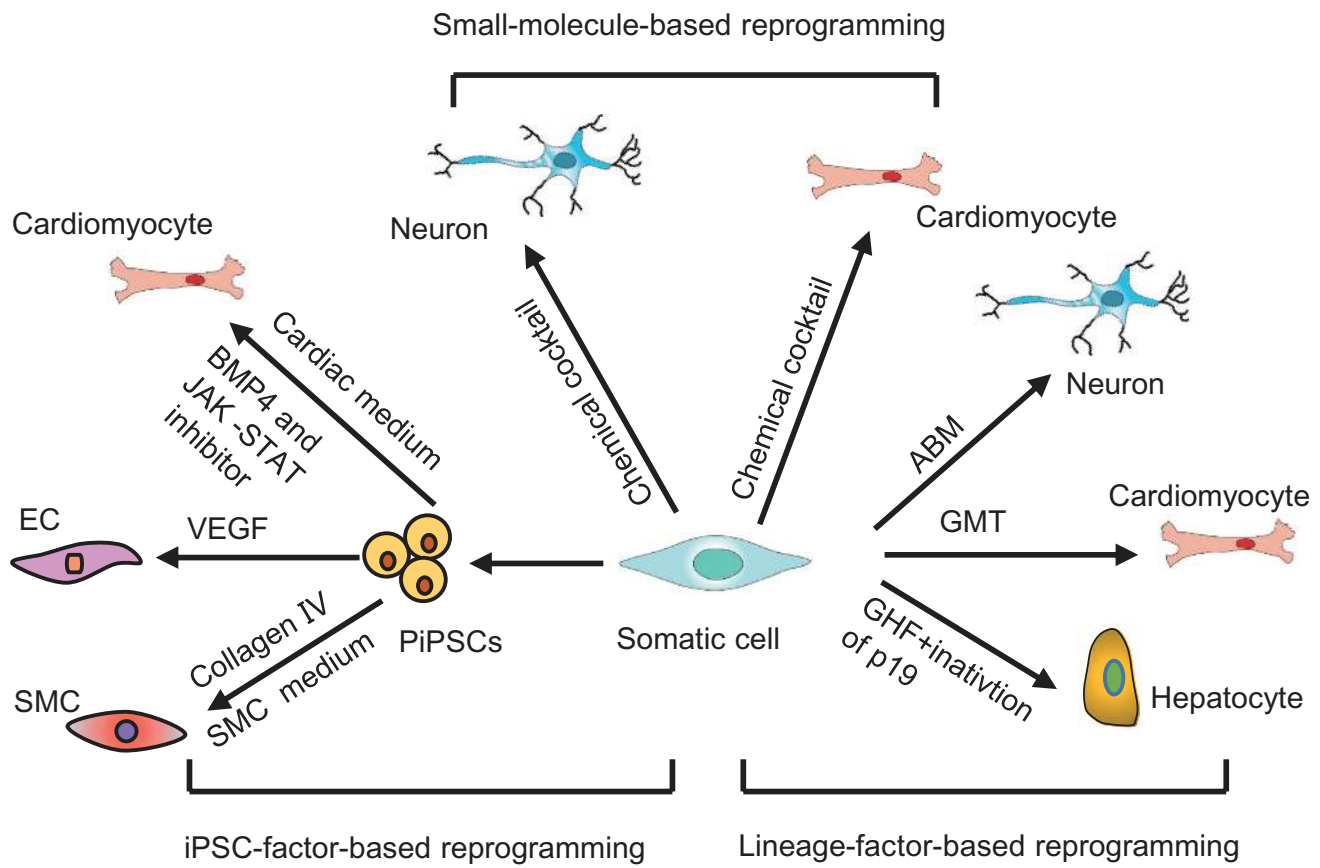 Small-molecule-based reprogramming
Neuron
Cardiomyocyte
Cardiomyocyte
Neuron
Chemical cocktail
Chemical cocktail
Cardiac medium
BMP4 and
JAK -STAT
inhibitor
ABM
GMT
Cardiomyocyte
EC
VEGF
PiPSCs
Somatic cell
GHF+inativtion
of p19
Hepatocyte
Collagen IV
SMC medium
SMC
iPSC-factor-based reprogramming
Lineage-factor-based reprogramming